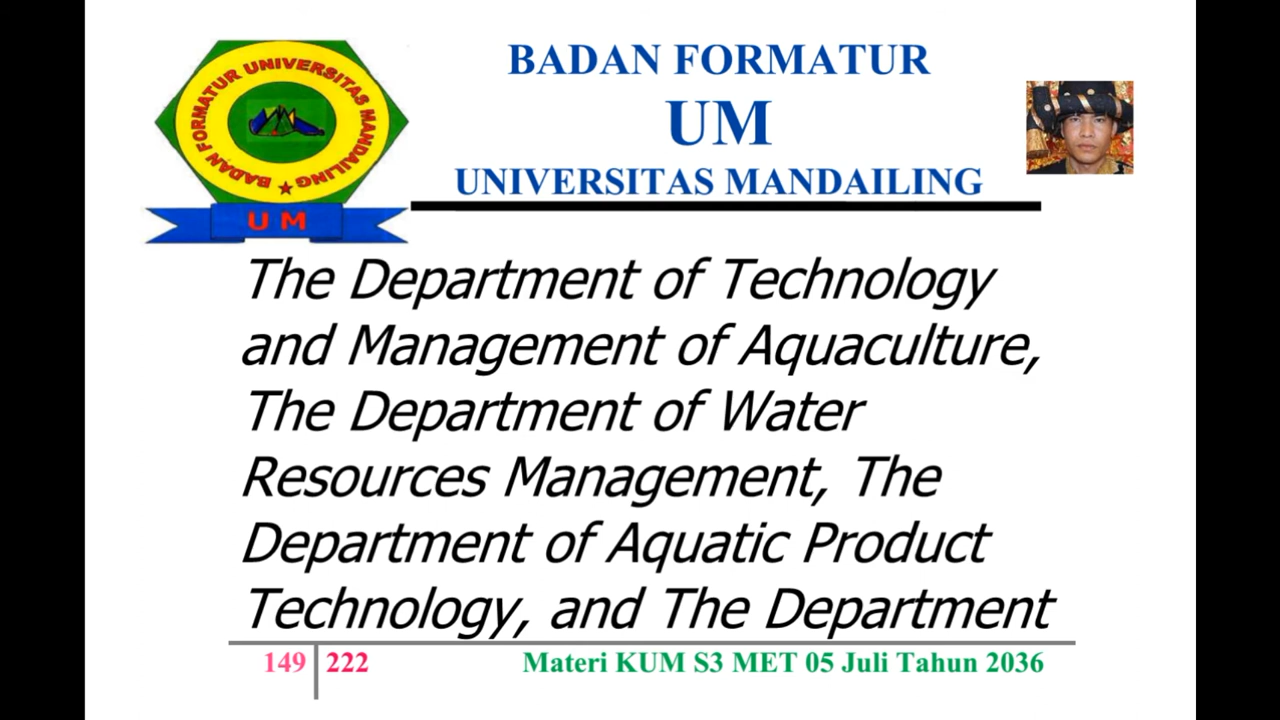 BADAN FORMATUR UNIVERSITAS MANDAILING
U M
BADAN FORMATUR
UM
UNIVERSITAS MANDAILING
The Department of Technology
and Management of Aquaculture,
The Department of Water
Resources Management, The
Department of Aquatic Product
Technology, and The Department
149 222
Materi KUM S3 MET 05 Juli Tahun 2036